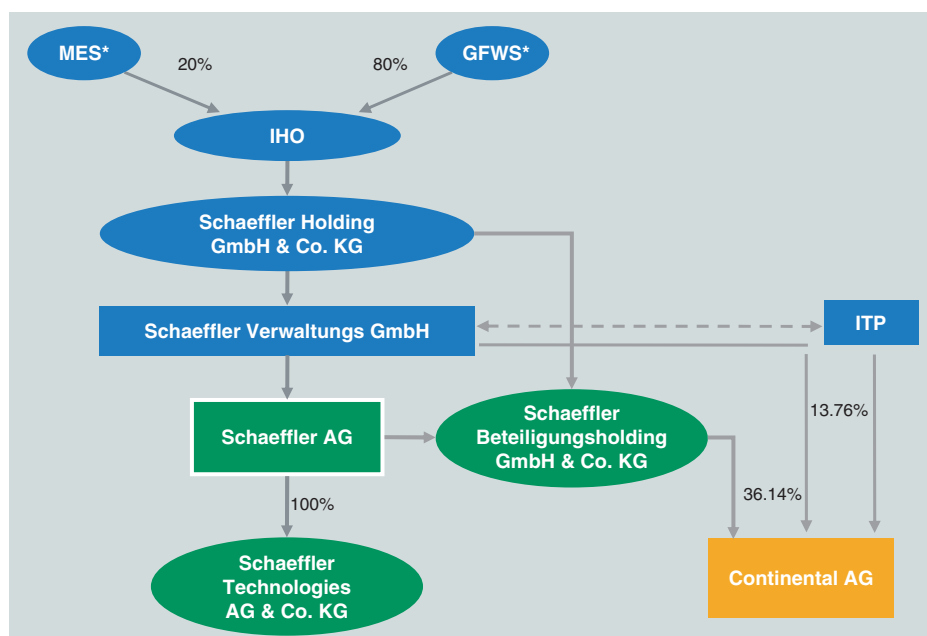 MES*
GFWS*
20%
80%
IHO
Schaeffler Holding
GmbH & Co. KG
Schaeffler Verwaltungs GmbH
ITP
Schaeffler AG
Schaeffler
Beteiligungsholding
GmbH & Co. KG
13.76%
36.14%
100%
Schaeffler
Technologies
AG & Co. KG
Continental AG